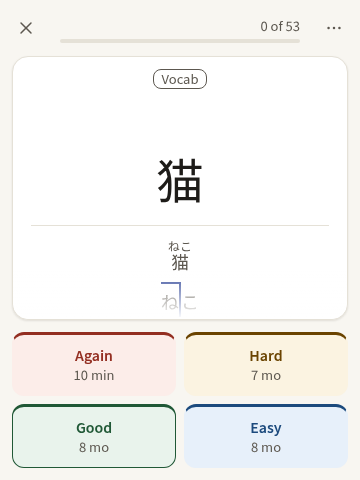 0 of 53
Vocab
猫
ねこ
猫
ねこ
Again
10 min
Hard
7 mo
Good
8 mo
Easy
8 mo